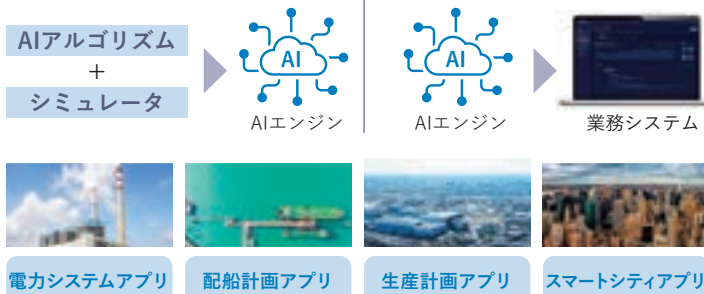 AIアルゴリズム
+
シミュレータ
AI
AIエンジン
AI
AIエンジン
業務システム
電力システムアプリ
配船計画アプリ
生産計画アプリ
スマートシティアプリ